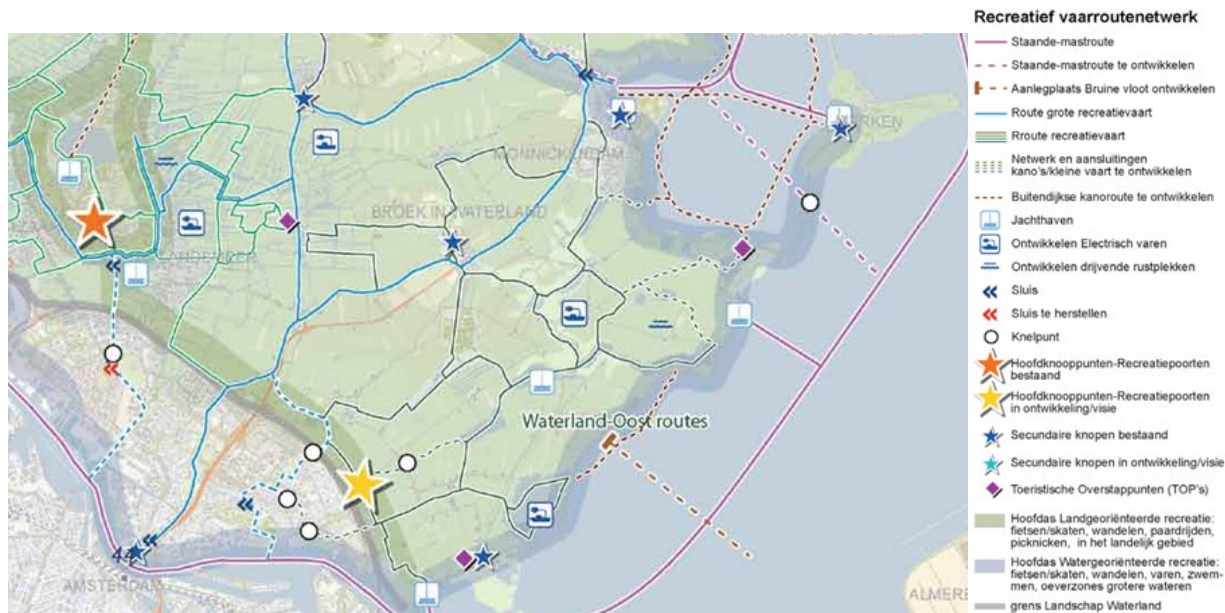 Recreatief vaarroutenetwerk
Staande-mastroute
Staande-mastroute te ontwikkelen
Aanlegplaats Bruine vloot ontwikkelen
Route grote recreatievaart
Rroute recreatievaart
Netwerk en aansluitingen
kano's/kleine vaart te ontwikkelen
Buitendijkse kanoroute te ontwikkelen
Jachthaven
Ontwikkelen Electrisch varen
Ontwikkelen drijvende rustplekken
Sluis
Sluis te herstellen
Knelpunt
Hoofdknooppunten-Recreatiepoorten
bestaand
Hoofdknooppunten-Recreatiepoorten
in ontwikkeling/visie
Secundaire knopen bestaand
Secundaire knopen in ontwikkeling/visie
Toeristische Overstappunten (TOP's)
Hoofdas Landgeoriënteerde recreatie:
fietsen/skaten, wandelen, paardrijden,
picknicken, in het landelijk gebied
Hoofdas Watergeoriënteerde recreatie:
fietsen/skaten, wandelen, varen, zwem-
men, oeverzones grotere wateren
grens Landschap Waterland
MONNICKENDAM
BROEK IN WATERLAND
Waterland-Oost routes
44
AMSTERDAM
ALMERE